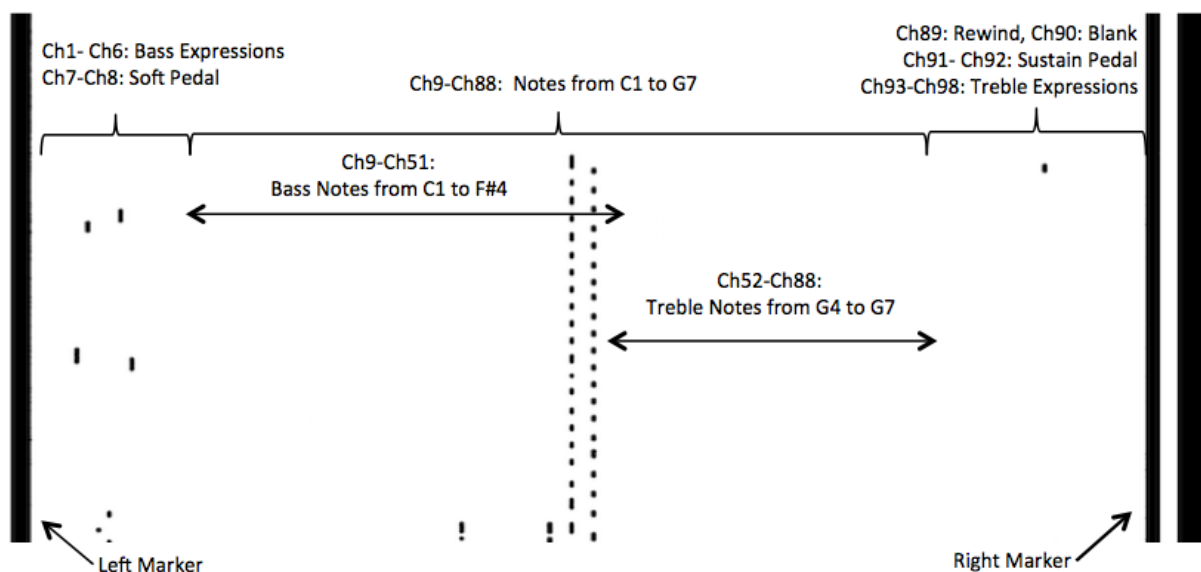 Ch1- Ch6: Bass Expressions
Ch7-Ch8: Soft Pedal
Ch9-Ch88: Notes from C1 to G7
Ch89: Rewind, Ch90: Blank
Ch91- Ch92: Sustain Pedal
Ch93-Ch98: Treble Expressions
Ch9-Ch51:
Bass Notes from C1 to F#4
Ch52-Ch88:
Treble Notes from G4 to G7
Left Marker
Right Marker